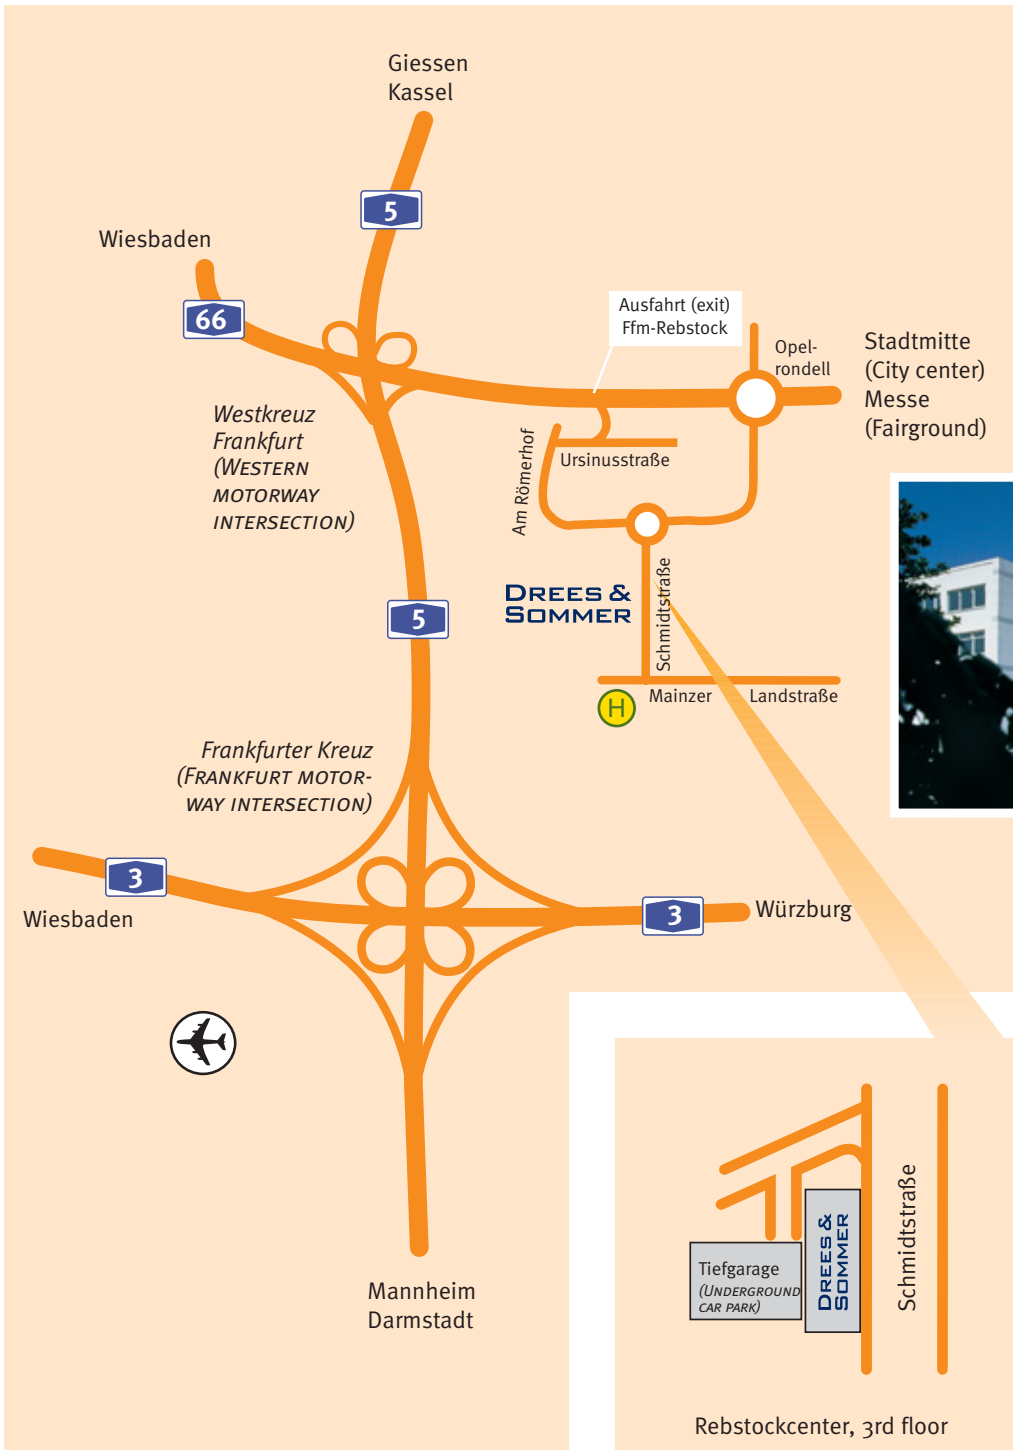 Giessen
Kassel
5
Wiesbaden
66
Ausfahrt (exit)
Ffm-Rebstock
Opel-
rondell
Stadtmitte
(City center)
Messe
(Fairground)
Westkreuz
Frankfurt
(WESTERN
MOTORWAY
INTERSECTION)
Am Römerhof
Ursinusstraße
DREES &
SOMMER
Schmidtstraße
5
H
Mainzer Landstraße
Frankfurter Kreuz
(FRANKFURT MOTOR-
WAY INTERSECTION)
3
Wiesbaden
3
Würzburg
Mannheim
Darmstadt
Tiefgarage
(UNDERGROUND
CAR PARK)
DREES &
SOMMER
Schmidtstraße
Rebstockcenter, 3rd floor